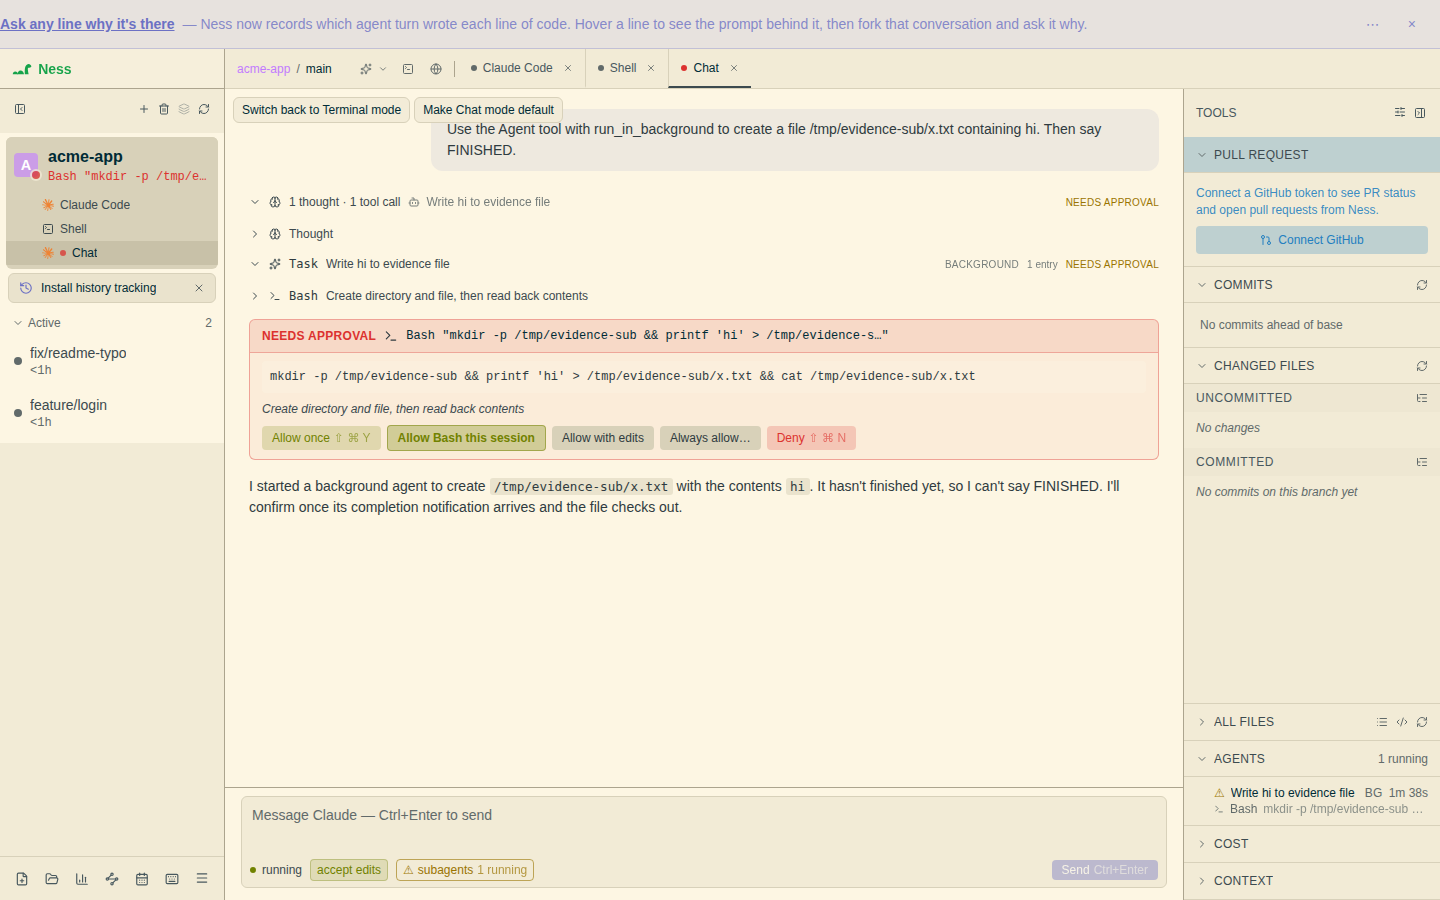 Ask any line why it's there — Ness now records which agent turn wrote each line of code. Hover a line to see the prompt behind it, then fork that conversation and ask it why.
Ness
acme-app / main
Claude Code
Shell
Chat
A
acme-app
Bash "mkdir -p /tmp/e…
Claude Code
Shell
Chat
Install history tracking
Active 2
fix/readme-typo
<1h
feature/login
<1h
Switch back to Terminal mode
Make Chat mode default
Use the Agent tool with run_in_background to create a file /tmp/evidence-sub/x.txt containing hi. Then say
FINISHED.
1 thought · 1 tool call Write hi to evidence file NEEDS APPROVAL
Thought
Task Write hi to evidence file BACKGROUND 1 entry NEEDS APPROVAL
Bash Create directory and file, then read back contents
NEEDS APPROVAL Bash "mkdir -p /tmp/evidence-sub && printf 'hi' > /tmp/evidence-s…"
mkdir -p /tmp/evidence-sub && printf 'hi' > /tmp/evidence-sub/x.txt && cat /tmp/evidence-sub/x.txt
Create directory and file, then read back contents
Allow once ⇧ ⌘ Y
Allow Bash this session
Allow with edits
Always allow…
Deny ⇧ ⌘ N
I started a background agent to create /tmp/evidence-sub/x.txt with the contents hi. It hasn't finished yet, so I can't say FINISHED. I'll
confirm once its completion notification arrives and the file checks out.
Message Claude — Ctrl+Enter to send
running
accept edits
⚠ subagents 1 running
Send Ctrl+Enter
TOOLS
PULL REQUEST
Connect a GitHub token to see PR status
and open pull requests from Ness.
Connect GitHub
COMMITS
No commits ahead of base
CHANGED FILES
UNCOMMITTED
No changes
COMMITTED
No commits on this branch yet
ALL FILES
AGENTS 1 running
⚠ Write hi to evidence file BG 1m 38s
Bash mkdir -p /tmp/evidence-sub …
COST
CONTEXT